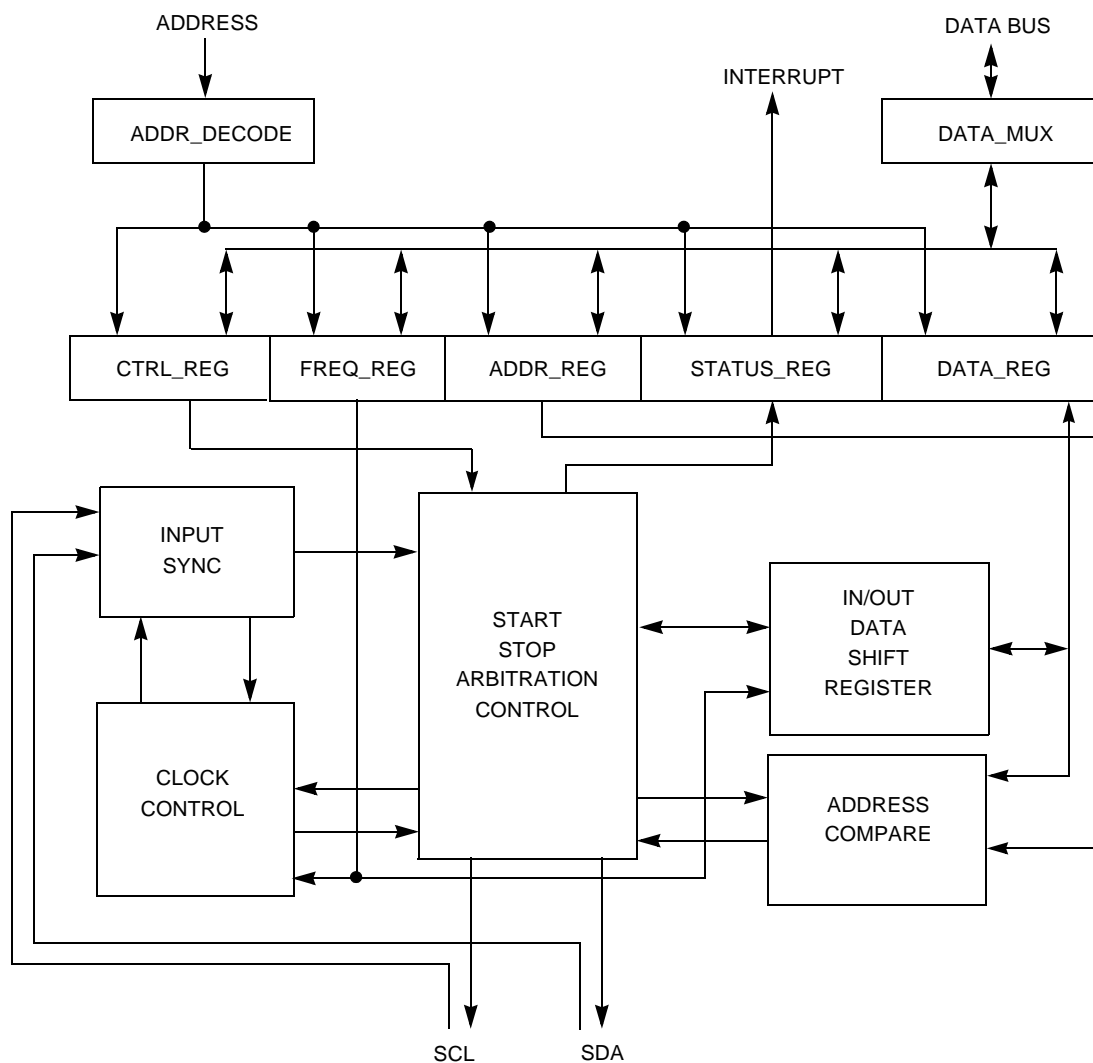 ADDRESS
DATA BUS
INTERRUPT
ADDR_DECODE
DATA_MUX
CTRL_REG
FREQ_REG
ADDR_REG
STATUS_REG
DATA_REG
INPUT
SYNC
START
STOP
ARBITRATION
CONTROL
IN/OUT
DATA
SHIFT
REGISTER
CLOCK
CONTROL
ADDRESS
COMPARE
SCL
SDA